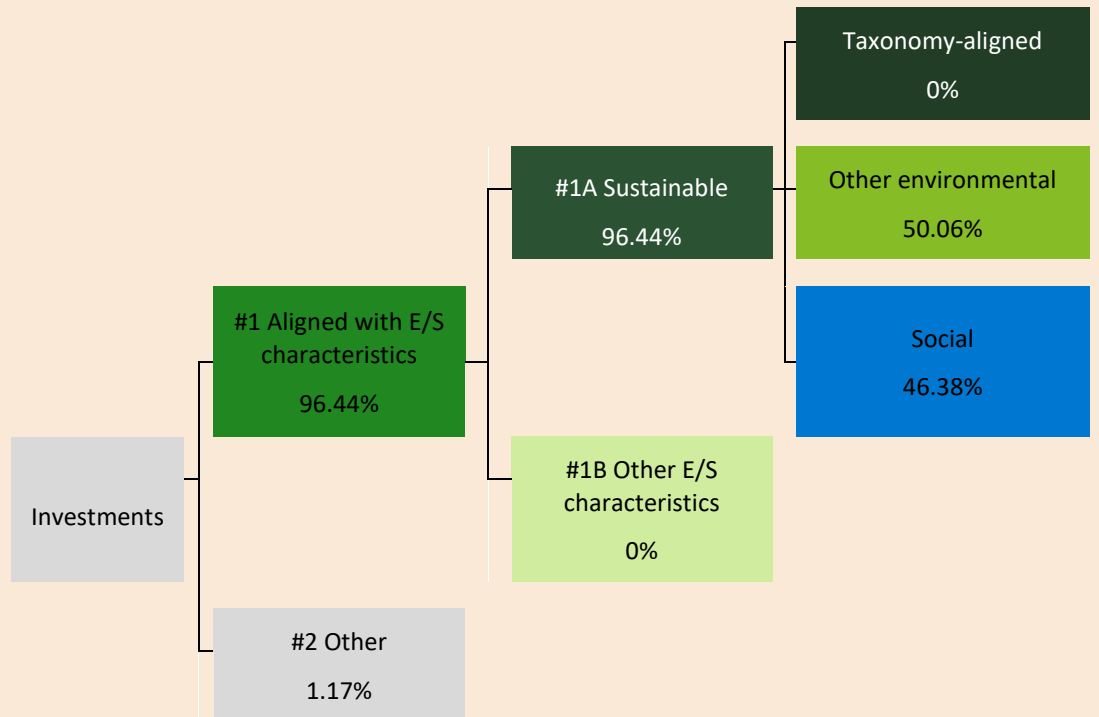 Taxonomy-aligned
0%
#1A Sustainable
96.44%
Other environmental
50.06%
#1 Aligned with E/S
characteristics
96.44%
Social
46.38%
Investments
#1B Other E/S
characteristics
0%
#2 Other
1.17%